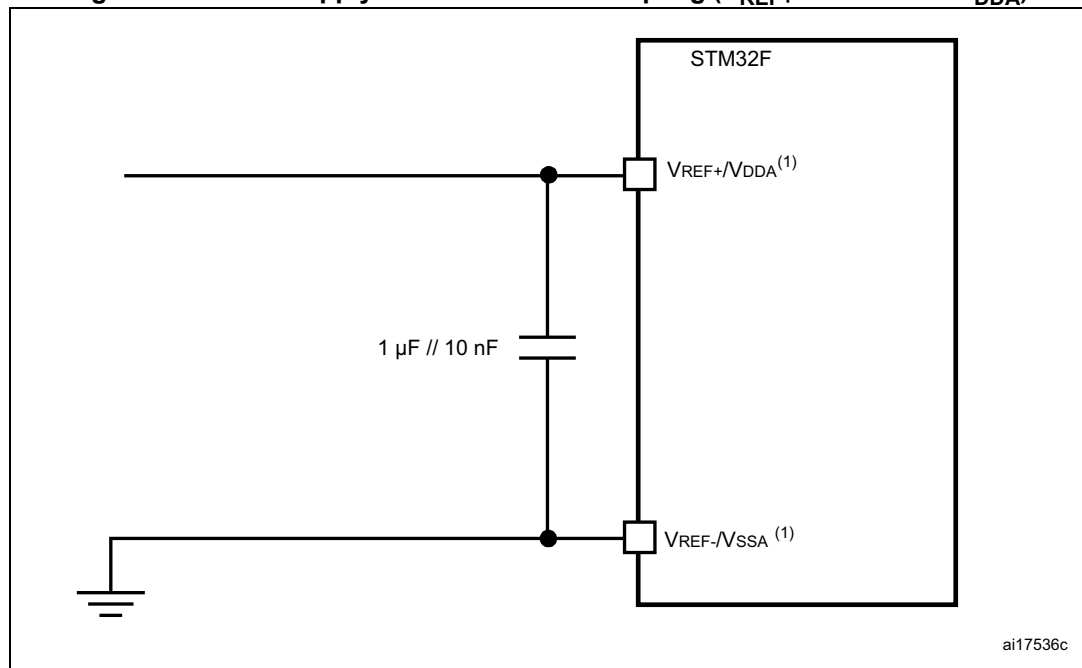 STM32F
VREF+/VDDA(1)
1 µF // 10 nF
VREF-/VSSA (1)
ai17536c